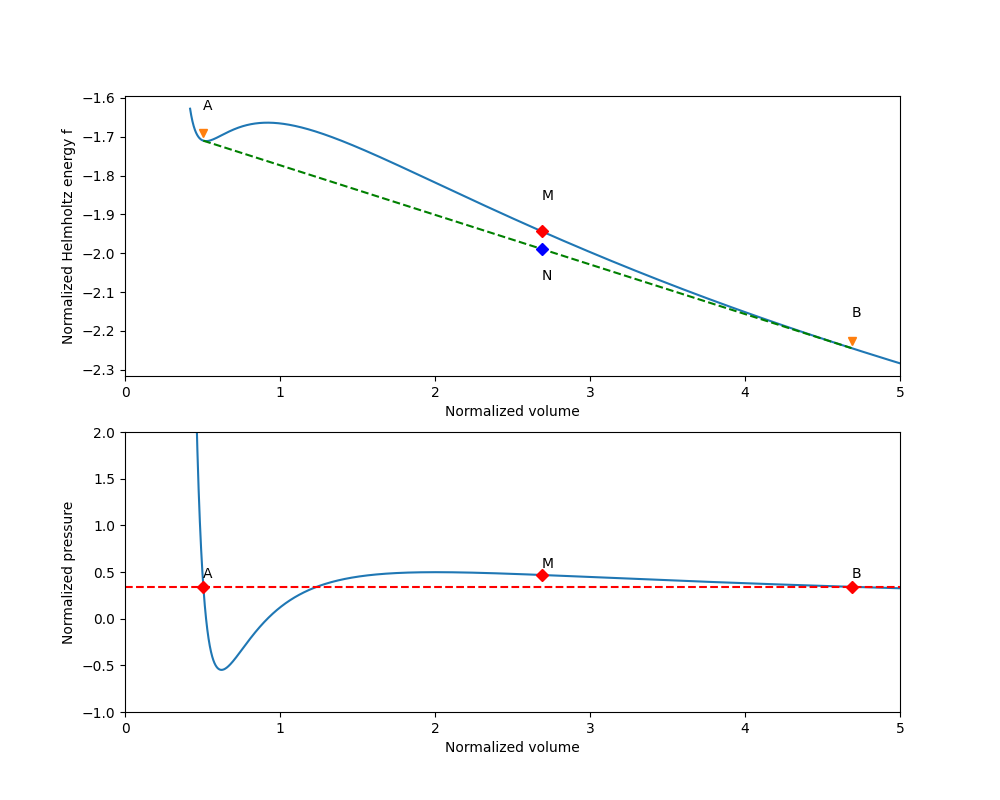 −1.6
−1.7
−1.8
−1.9
−2.0
−2.1
−2.2
−2.3
Normalized Helmholtz energy f
A
M
N
B
0 1 2 3 4 5
Normalized volume
2.0
1.5
1.0
0.5
0.0
−0.5
−1.0
Normalized pressure
A
M
B
0 1 2 3 4 5
Normalized volume